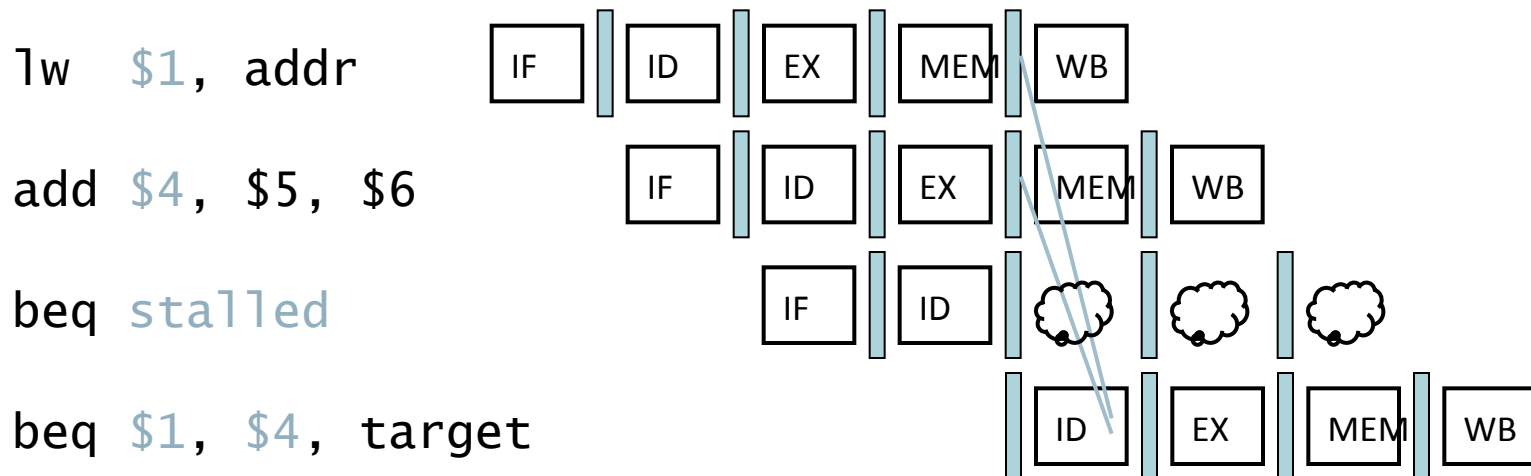 lw $1, addr IF ID EX MEM WB
add $4, $5, $6 IF ID EX MEM WB
beq stalled IF ID
beq $1, $4, target ID EX MEM WB